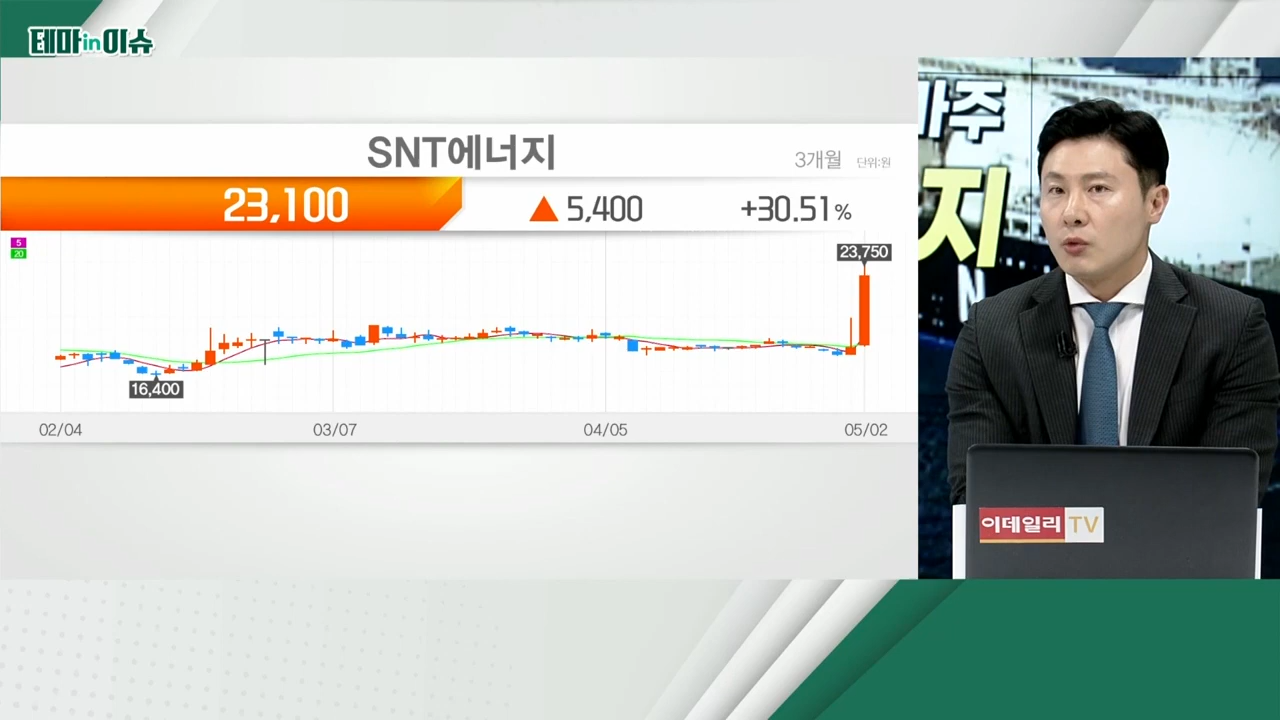 테마in이슈
SNT에너지
3개월 단위:원
23,100 ▲ 5,400 +30.51%
5
20
23,750
16,400
02/04 03/07 04/05 05/02
마주
지
N
이데일리 TV